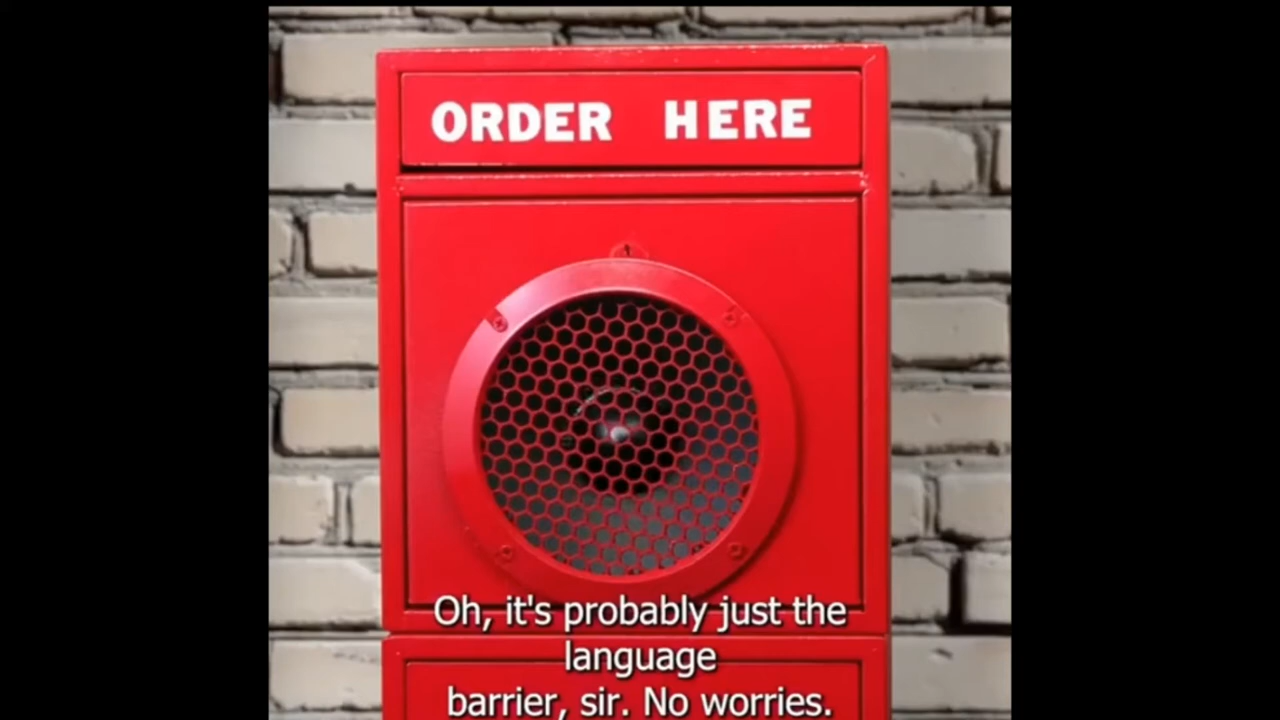 ORDER HERE
Oh, it's probably just the
language
barrier, sir. No worries.